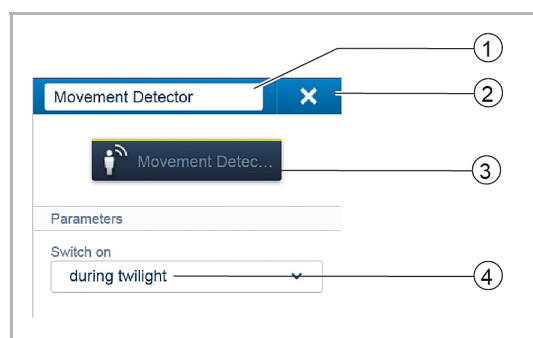 1
Movement Detector
2
Movement Detec...
3
Parameters
Switch on
during twilight
4